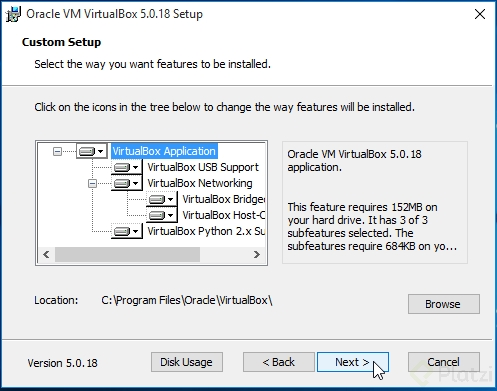 Oracle VM VirtualBox 5.0.18 Setup
Custom Setup
Select the way you want features to be installed.
Click on the icons in the tree below to change the way features will be installed.
VirtualBox Application
VirtualBox USB Support
VirtualBox Networking
VirtualBox Bridged
VirtualBox Host-O
VirtualBox Python 2.x Su
Oracle VM VirtualBox 5.0.18
application.
This feature requires 152MB on
your hard drive. It has 3 of 3
subfeatures selected. The
subfeatures require 684KB on yo...
Location: C:\Program Files\Oracle\VirtualBox\
Browse
Version 5.0.18
Disk Usage
< Back
Next >
Cancel
Platzi